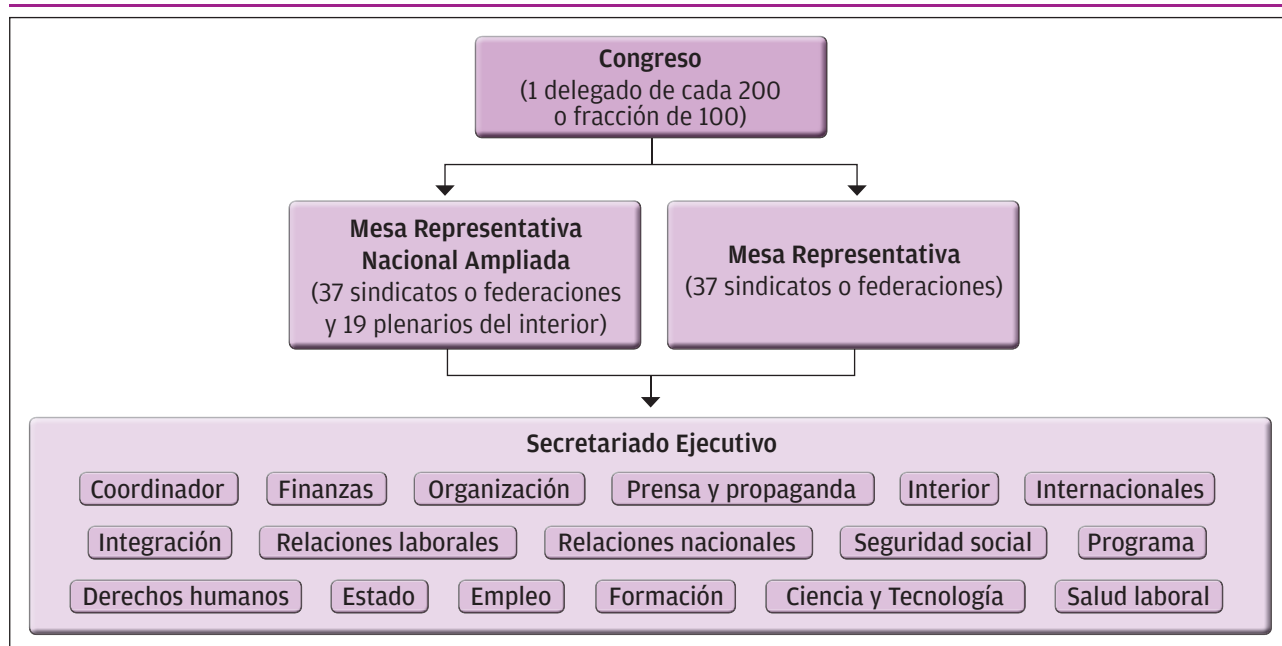 Congreso
(1 delegado de cada 200
o fracción de 100)
Mesa Representativa
Nacional Ampliada
(37 sindicatos o federaciones
y 19 plenarios del interior)
Mesa Representativa
(37 sindicatos o federaciones)
Secretariado Ejecutivo
Coordinador Finanzas Organización Prensa y propaganda Interior Internacionales
Integración Relaciones laborales Relaciones nacionales Seguridad social Programa
Derechos humanos Estado Empleo Formación Ciencia y Tecnología Salud laboral